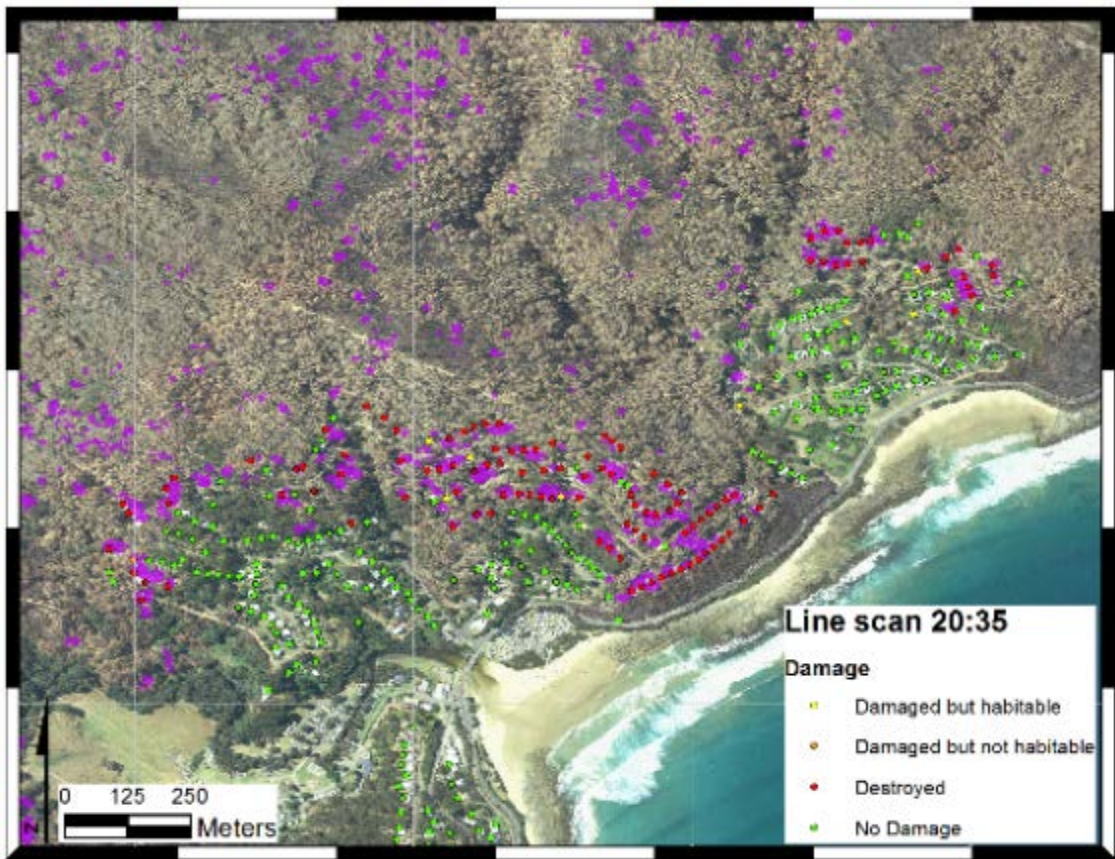 Line scan 20:35
Damage
Damaged but habitable
Damaged but not habitable
Destroyed
No Damage
0 125 250
Meters
N